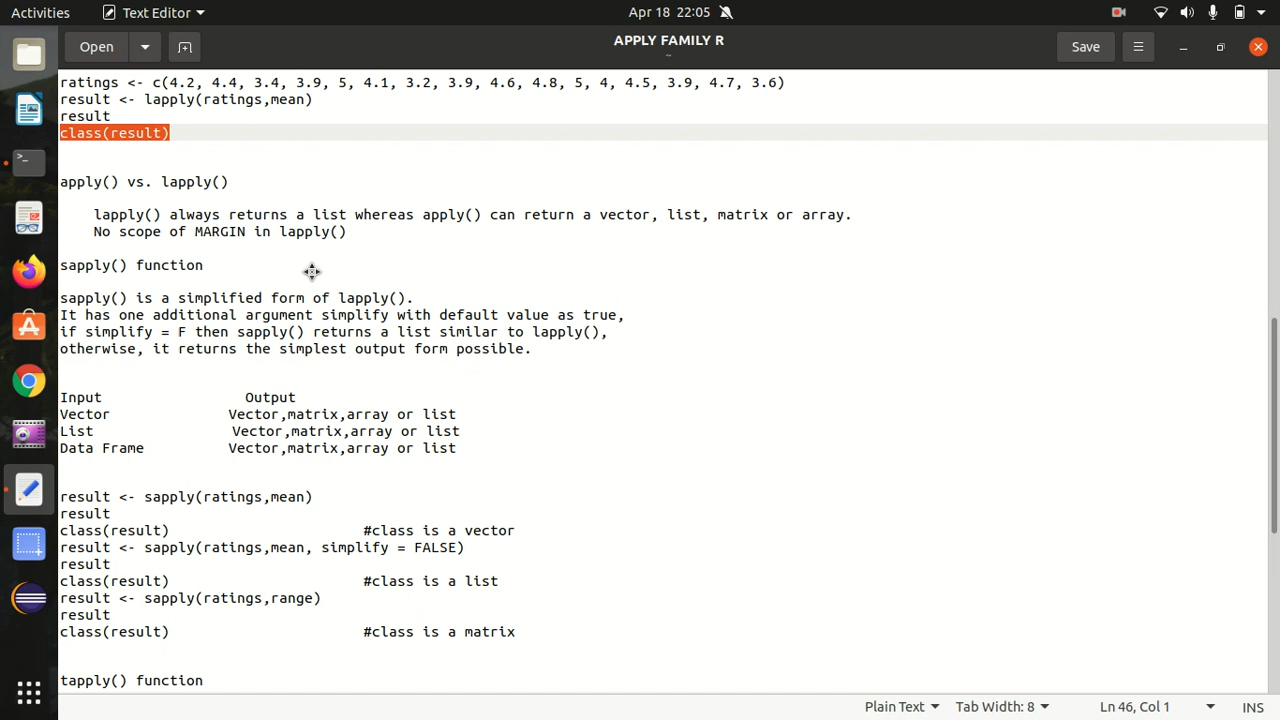 Activities
Text Editor
Apr 18 22:05
Open
APPLY FAMILY R
~
Save
ratings <- c(4.2, 4.4, 3.4, 3.9, 5, 4.1, 3.2, 3.9, 4.6, 4.8, 5, 4, 4.5, 3.9, 4.7, 3.6)
result <- lapply(ratings,mean)
result
class(result)
apply() vs. lapply()
lapply() always returns a list whereas apply() can return a vector, list, matrix or array.
No scope of MARGIN in lapply()
sapply() function
sapply() is a simplified form of lapply().
It has one additional argument simplify with default value as true,
if simplify = F then sapply() returns a list similar to lapply(),
otherwise, it returns the simplest output form possible.
Input Output
Vector Vector,matrix,array or list
List Vector,matrix,array or list
Data Frame Vector,matrix,array or list
result <- sapply(ratings,mean)
result
class(result) #class is a vector
result <- sapply(ratings,mean, simplify = FALSE)
result
class(result) #class is a list
result <- sapply(ratings,range)
result
class(result) #class is a matrix
tapply() function
Plain Text
Tab Width: 8
Ln 46, Col 1
INS